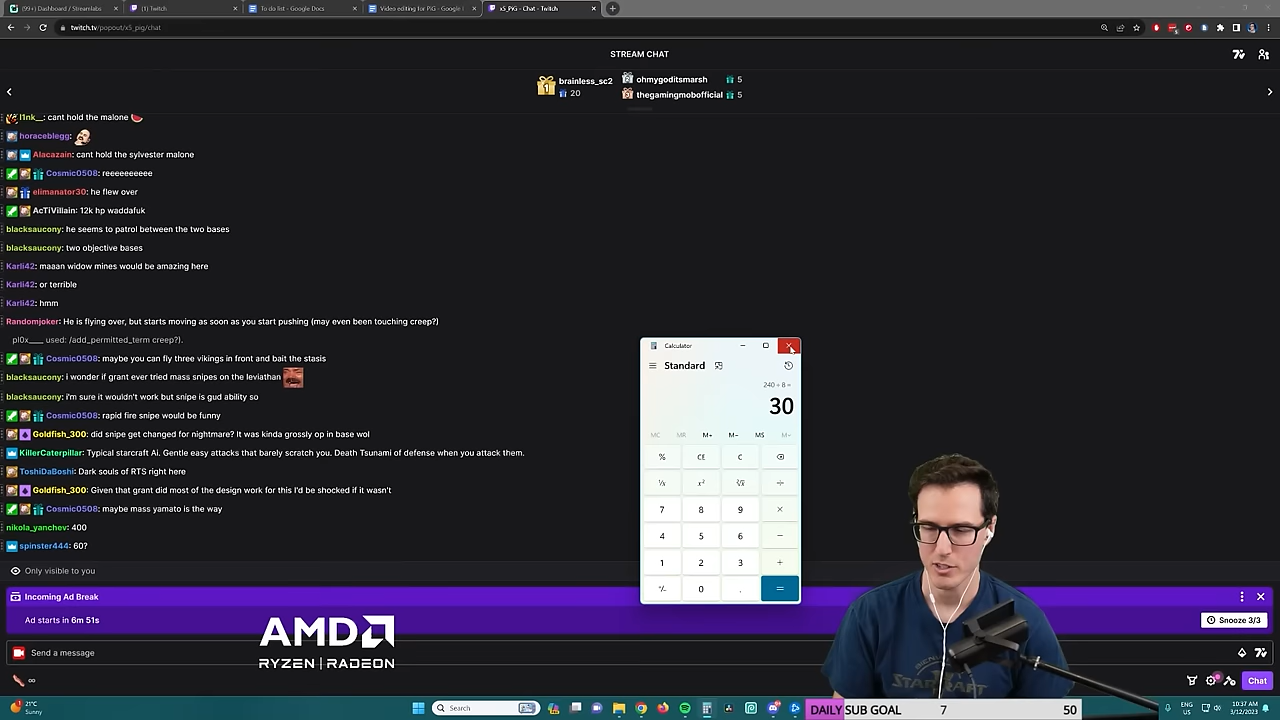 (99+) Dashboard / Streamlabs
(1) Twitch
To do list - Google Docs
Video editing for PiG - Google
x5_PiG - Chat - Twitch
twitch.tv/popout/x5_pig/chat
STREAM CHAT
brainless_sc2
20
ohmygoditsmarsh 5
thegamingmobofficial 5
l1nk__: cant hold the malone
horaceblegg:
Alacazain: cant hold the sylvester malone
Cosmic0508: reeeeeeeeee
elimanator30: he flew over
AcTiVillain: 12k hp waddafuk
blacksaucony: he seems to patrol between the two bases
blacksaucony: two objective bases
Karli42: maaan widow mines would be amazing here
Karli42: or terrible
Karli42: hmm
Randomjoker: He is flying over, but starts moving as soon as you start pushing (may even been touching creep?)
pl0x____ used: /add_permitted_term creep?).
Cosmic0508: maybe you can fly three vikings in front and bait the stasis
blacksaucony: i wonder if grant ever tried mass snipes on the leviathan
blacksaucony: i'm sure it wouldn't work but snipe is gud ability so
Cosmic0508: rapid fire snipe would be funny
Goldfish_300: did snipe get changed for nightmare? It was kinda grossly op in base wol
KillerCaterpillar: Typical starcraft Ai. Gentle easy attacks that barely scratch you. Death Tsunami of defense when you attack them.
ToshiDaBoshi: Dark souls of RTS right here
Goldfish_300: Given that grant did most of the design work for this I'd be shocked if it wasn't
Cosmic0508: maybe mass yamato is the way
nikola_yanchev: 400
spinster444: 60?
Only visible to you
Incoming Ad Break
Ad starts in 6m 51s
Snooze 3/3
Send a message
∞
Chat
Calculator
Standard
240 ÷ 8 =
30
MC MR M+ M− MS M˅
% CE C
¹/x x² ²√x ÷
7 8 9 ×
4 5 6 −
1 2 3 +
+/− 0 . =
AMD
RYZEN | RADEON
STARCRAFT
21°C
Sunny
Search
DAILY SUB GOAL 7 50
ENG
US
10:37 AM
3/12/2023